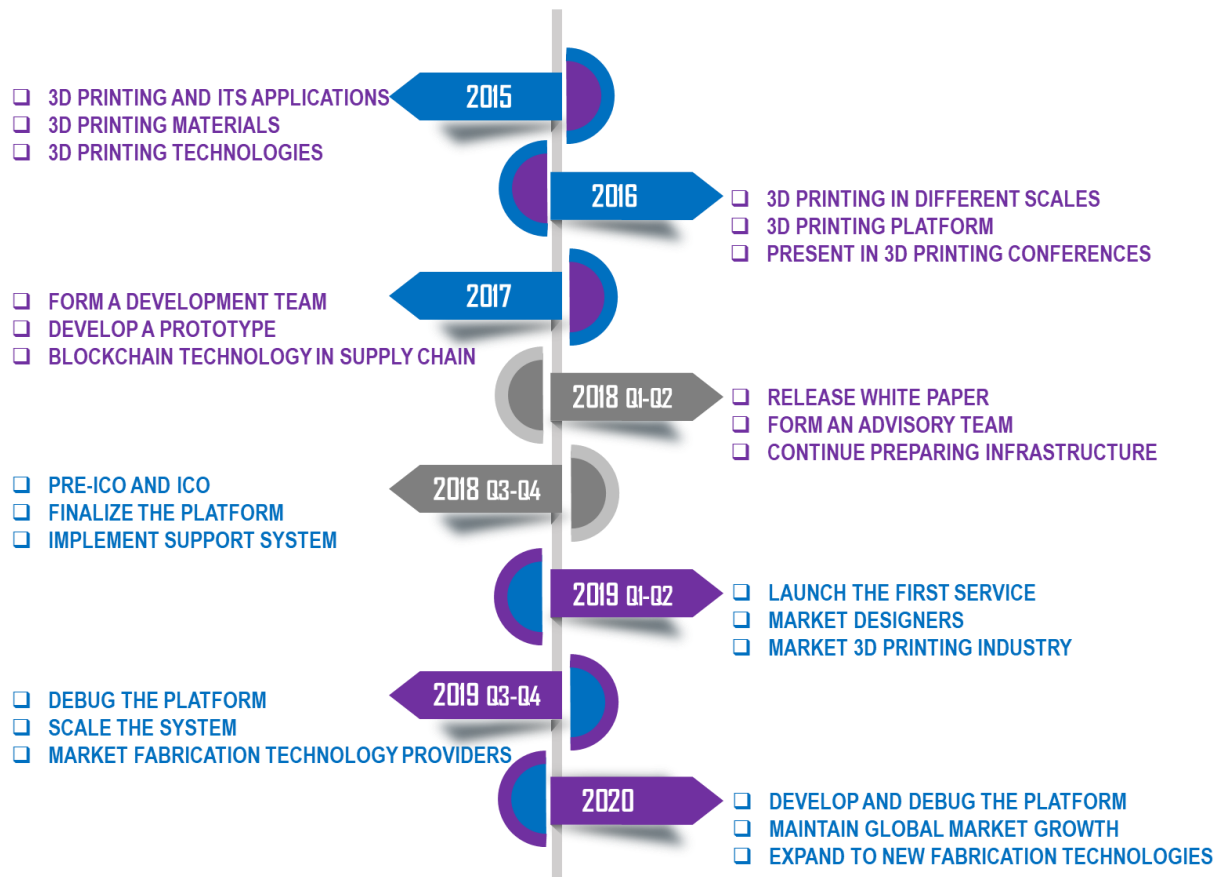 2015
3D PRINTING AND ITS APPLICATIONS
3D PRINTING MATERIALS
3D PRINTING TECHNOLOGIES
2016
3D PRINTING IN DIFFERENT SCALES
3D PRINTING PLATFORM
PRESENT IN 3D PRINTING CONFERENCES
2017
FORM A DEVELOPMENT TEAM
DEVELOP A PROTOTYPE
BLOCKCHAIN TECHNOLOGY IN SUPPLY CHAIN
2018 Q1-Q2
RELEASE WHITE PAPER
FORM AN ADVISORY TEAM
CONTINUE PREPARING INFRASTRUCTURE
2018 Q3-Q4
PRE-ICO AND ICO
FINALIZE THE PLATFORM
IMPLEMENT SUPPORT SYSTEM
2019 Q1-Q2
LAUNCH THE FIRST SERVICE
MARKET DESIGNERS
MARKET 3D PRINTING INDUSTRY
2019 Q3-Q4
DEBUG THE PLATFORM
SCALE THE SYSTEM
MARKET FABRICATION TECHNOLOGY PROVIDERS
2020
DEVELOP AND DEBUG THE PLATFORM
MAINTAIN GLOBAL MARKET GROWTH
EXPAND TO NEW FABRICATION TECHNOLOGIES